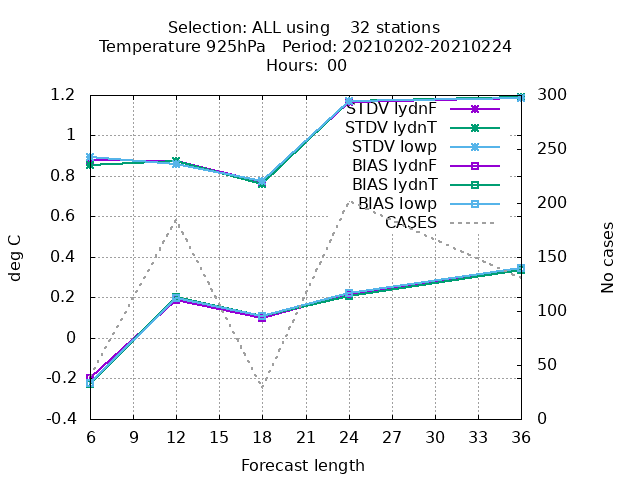 Selection: ALL using 32 stations
Temperature 925hPa Period: 20210202-20210224
Hours: 00
1.2
1
0.8
0.6
0.4
0.2
0
-0.2
-0.4
300
250
200
150
100
50
0
STDV lydnF
STDV lydnT
STDV lowp
BIAS lydnF
BIAS lydnT
BIAS lowp
CASES
deg C
No cases
6 9 12 15 18 21 24 27 30 33 36
Forecast length